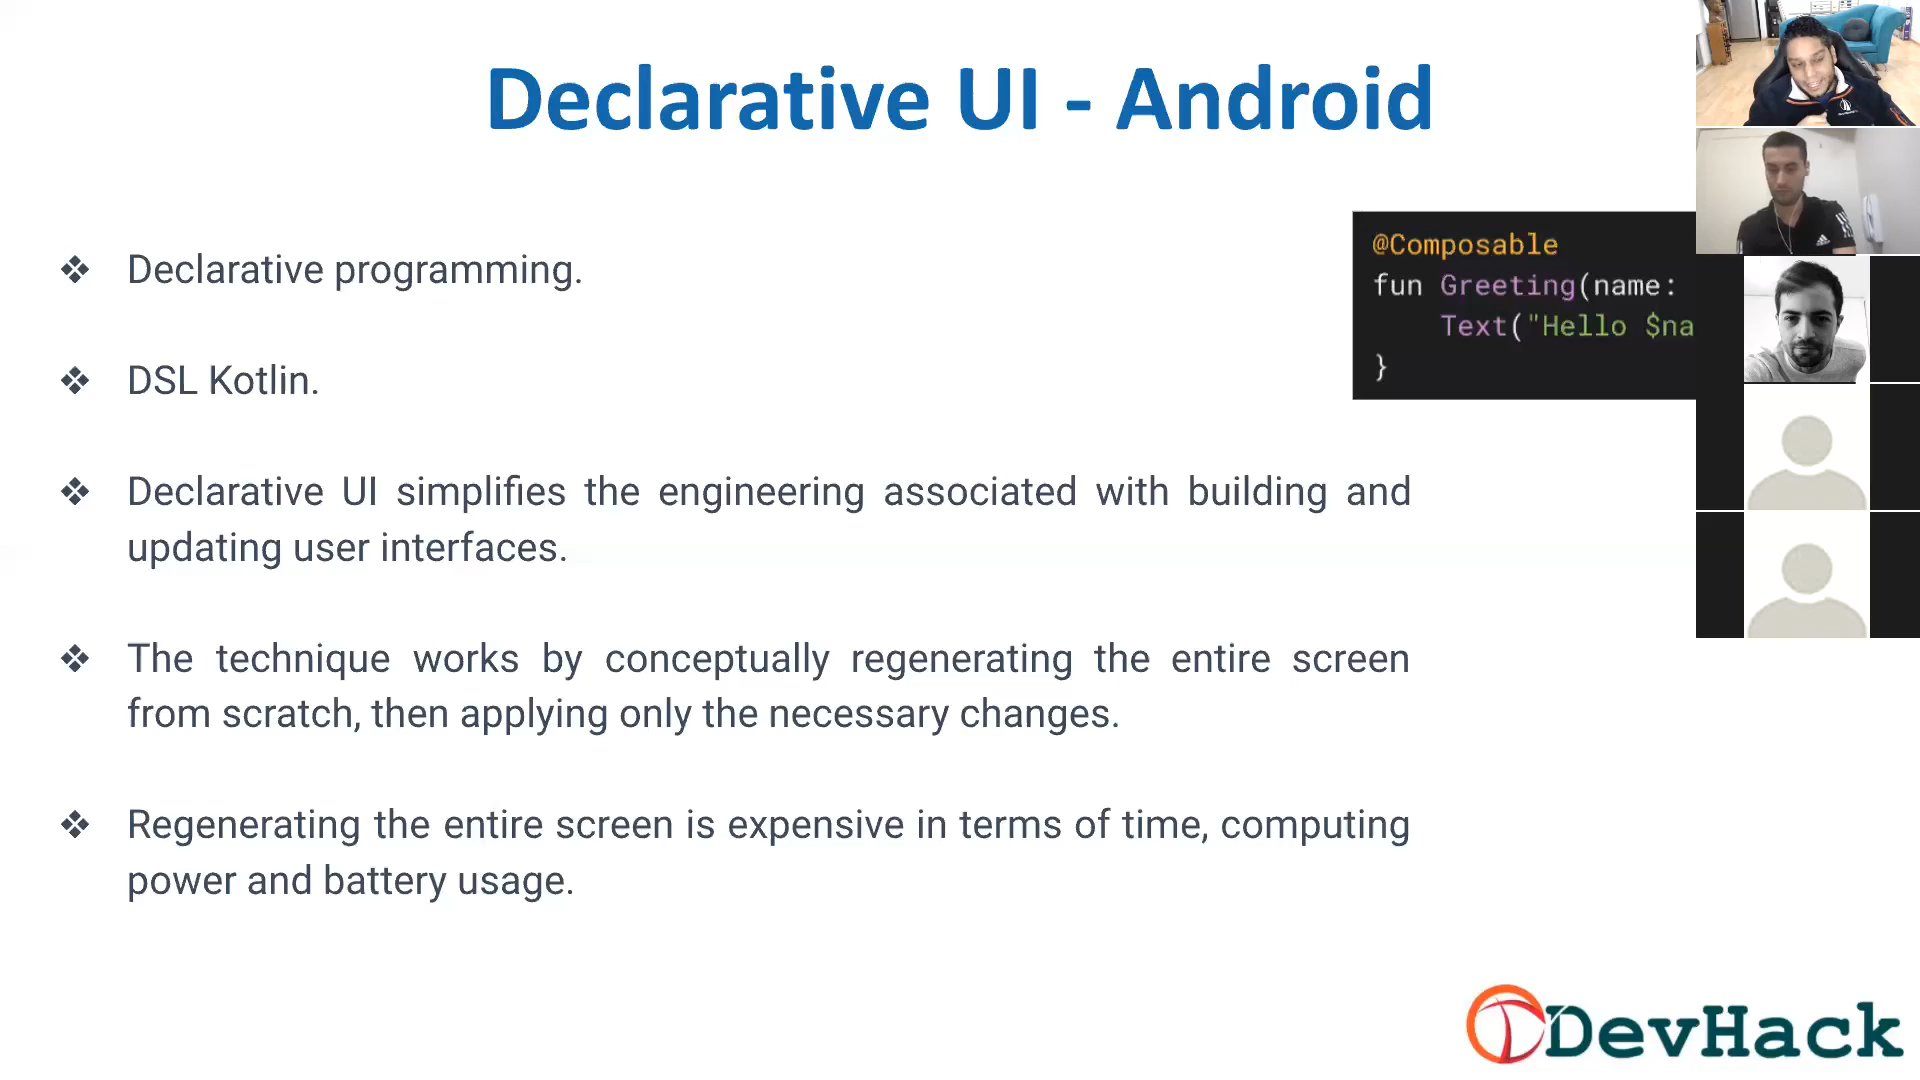 Declarative UI - Android
❖ Declarative programming.
❖ DSL Kotlin.
❖ Declarative UI simplifies the engineering associated with building and
updating user interfaces.
❖ The technique works by conceptually regenerating the entire screen
from scratch, then applying only the necessary changes.
❖ Regenerating the entire screen is expensive in terms of time, computing
power and battery usage.
@Composable
fun Greeting(name:
Text("Hello $na
}
DevHack